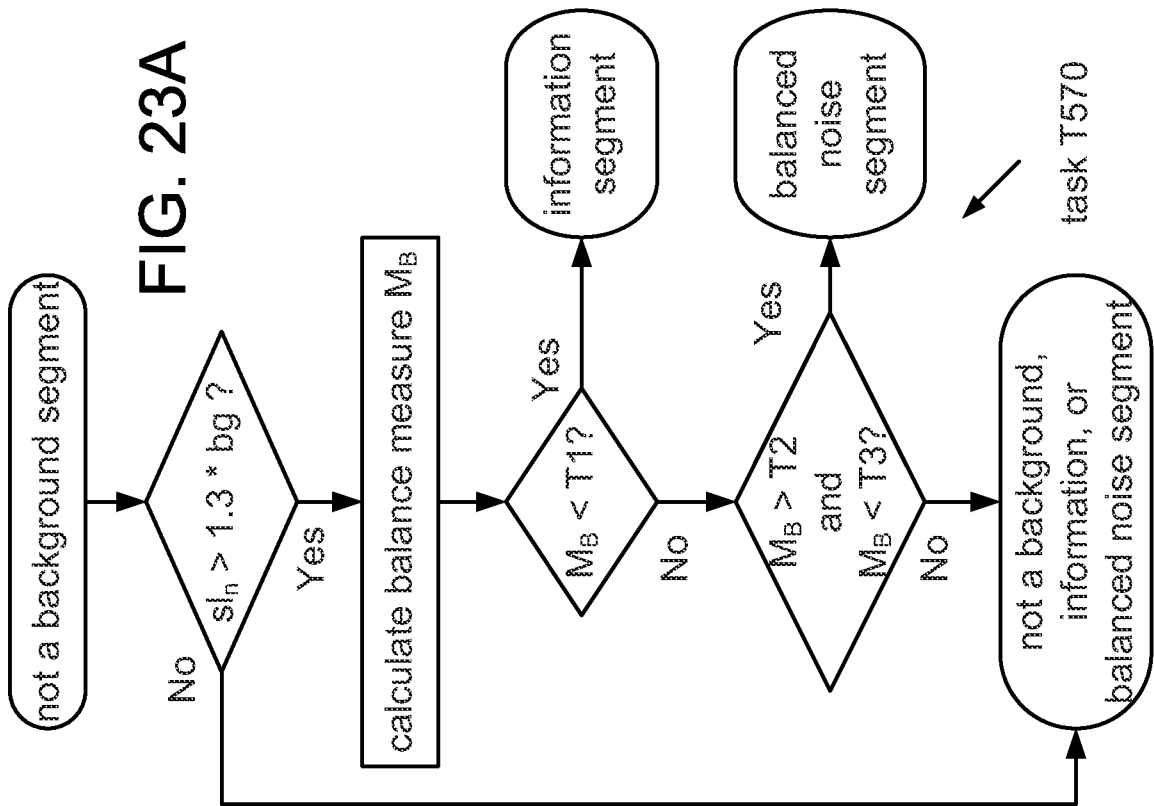 FIG. 23A
not a background segment
sl_n > 1.3 * bg ?
No
Yes
calculate balance measure M_B
M_B < T1?
Yes
information
segment
No
M_B > T2
and
M_B < T3?
Yes
balanced
noise
segment
No
not a background,
information, or
balanced noise segment
task T570